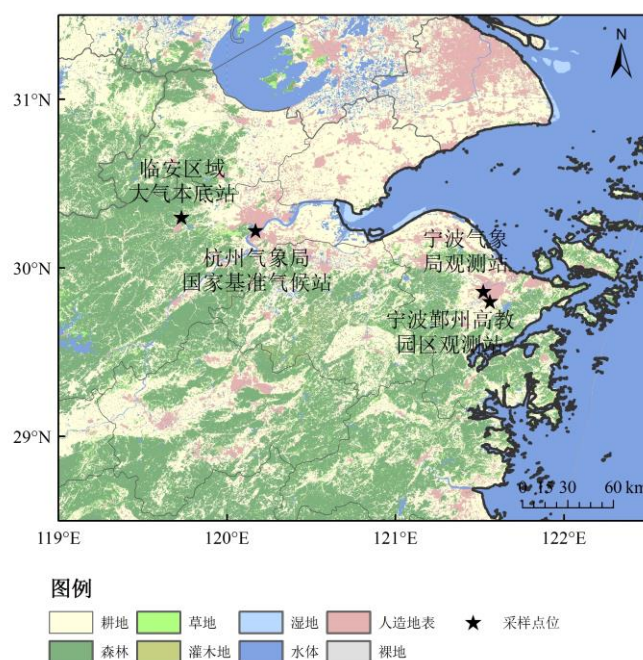 N
31°N
临安区域
大气本底站
杭州气象局
国家基准气候站
宁波气象
局观测站
30°N
宁波鄞州高教
园区观测站
29°N
0 15 30 60 km
119°E 120°E 121°E 122°E
图例
耕地 草地 湿地 人造地表 采样点位
森林 灌木地 水体 裸地